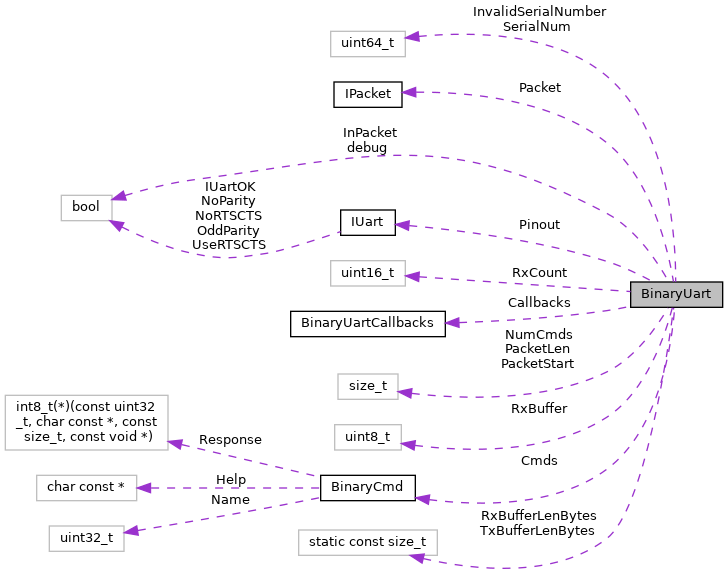 InvalidSerialNumber
SerialNum
uint64_t
Packet
IPacket
InPacket
debug
bool
IUartOK
NoParity
NoRTSCTS
OddParity
UseRTSCTS
IUart
Pinout
uint16_t
RxCount
BinaryUart
Callbacks
BinaryUartCallbacks
NumCmds
PacketLen
PacketStart
size_t
RxBuffer
uint8_t
int8_t(*)(const uint32
_t, char const *, const
size_t, const void *)
Response
Cmds
Help
char const *
BinaryCmd
Name
uint32_t
RxBufferLenBytes
TxBufferLenBytes
static const size_t